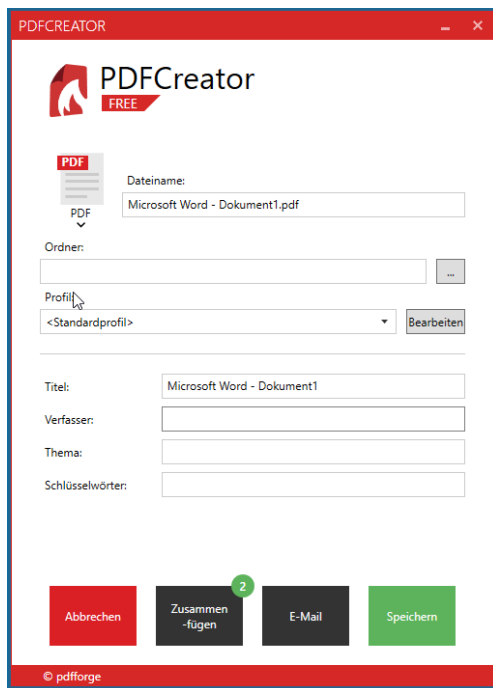 PDFCREATOR
PDFCreator
FREE
PDF
PDF
Dateiname:
Microsoft Word - Dokument1.pdf
Ordner:
...
Profil:
<Standardprofil>
Bearbeiten
Titel:
Microsoft Word - Dokument1
Verfasser:
Thema:
Schlüsselwörter:
2
Abbrechen
Zusammen
-fügen
E-Mail
Speichern
© pdfforge